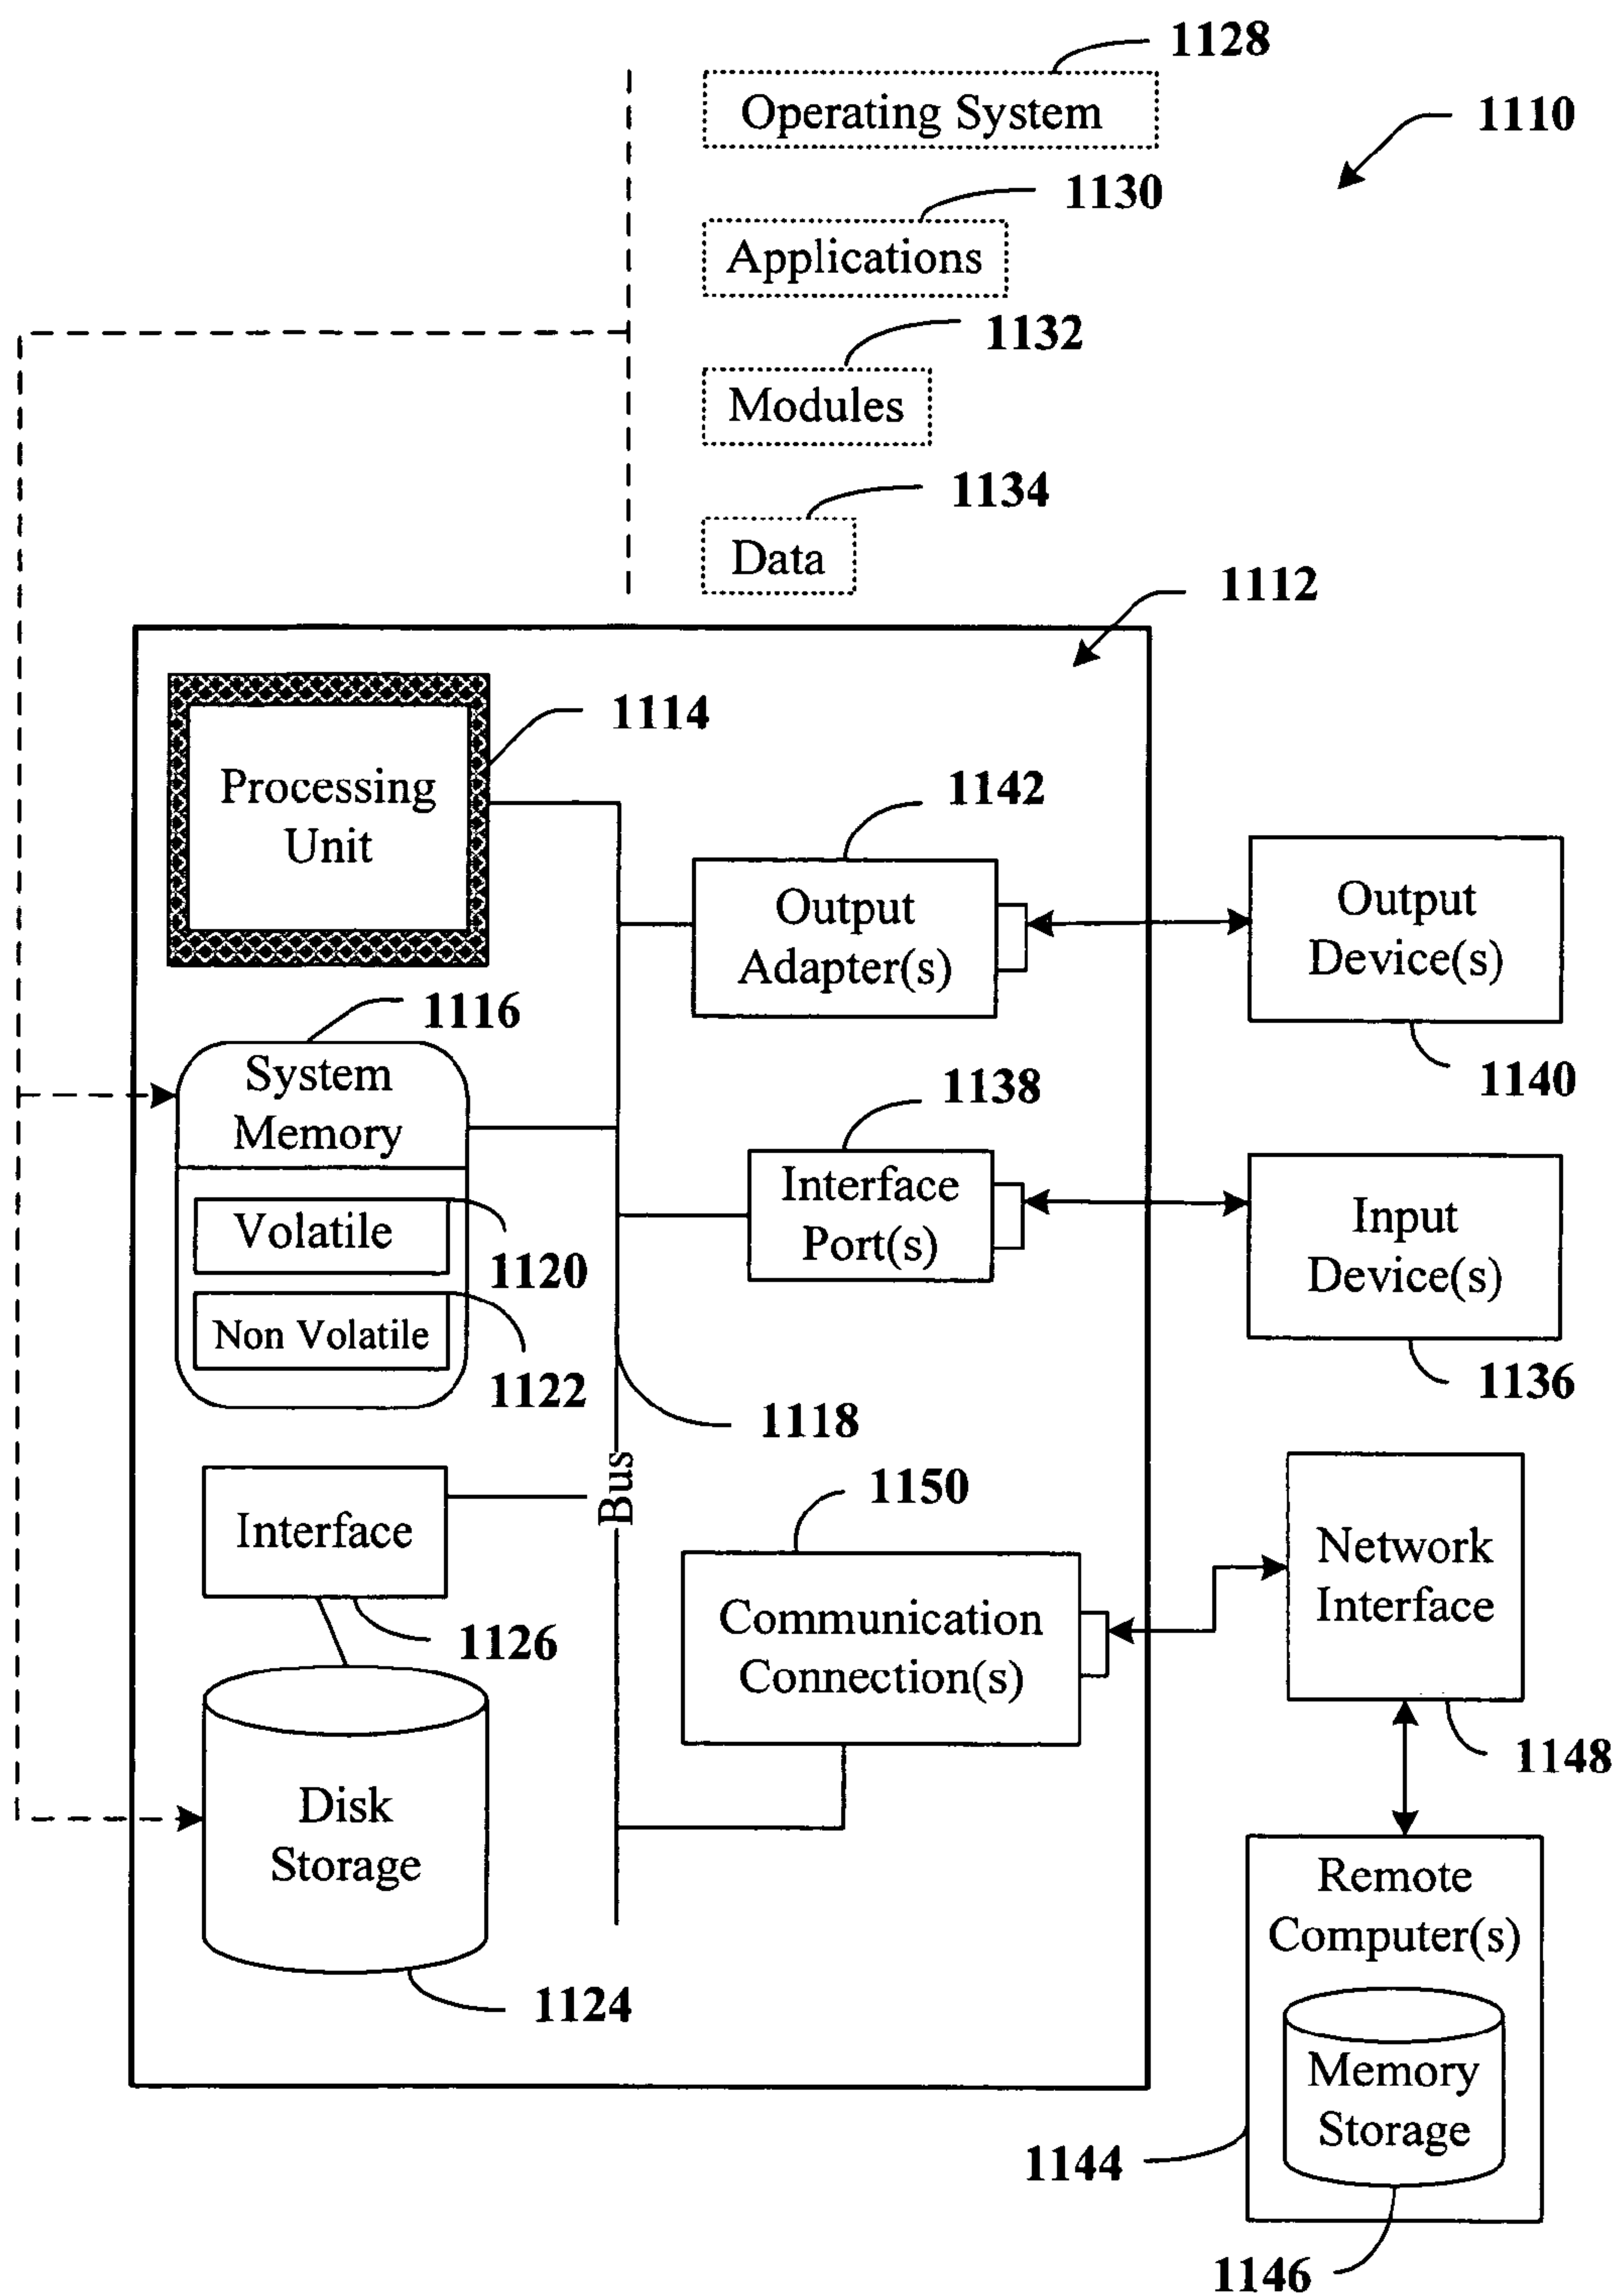 1128
Operating System
1110
1130
Applications
1132
Modules
1134
Data
1112
1114
Processing
Unit
1142
Output
Adapter(s)
Output
Device(s)
1140
1116
System
Memory
1138
Interface
Port(s)
Input
Device(s)
1136
Volatile
1120
Non Volatile
1122
1118
Bus
Interface
1126
1150
Communication
Connection(s)
Network
Interface
1148
Disk
Storage
1124
Remote
Computer(s)
Memory
Storage
1144
1146